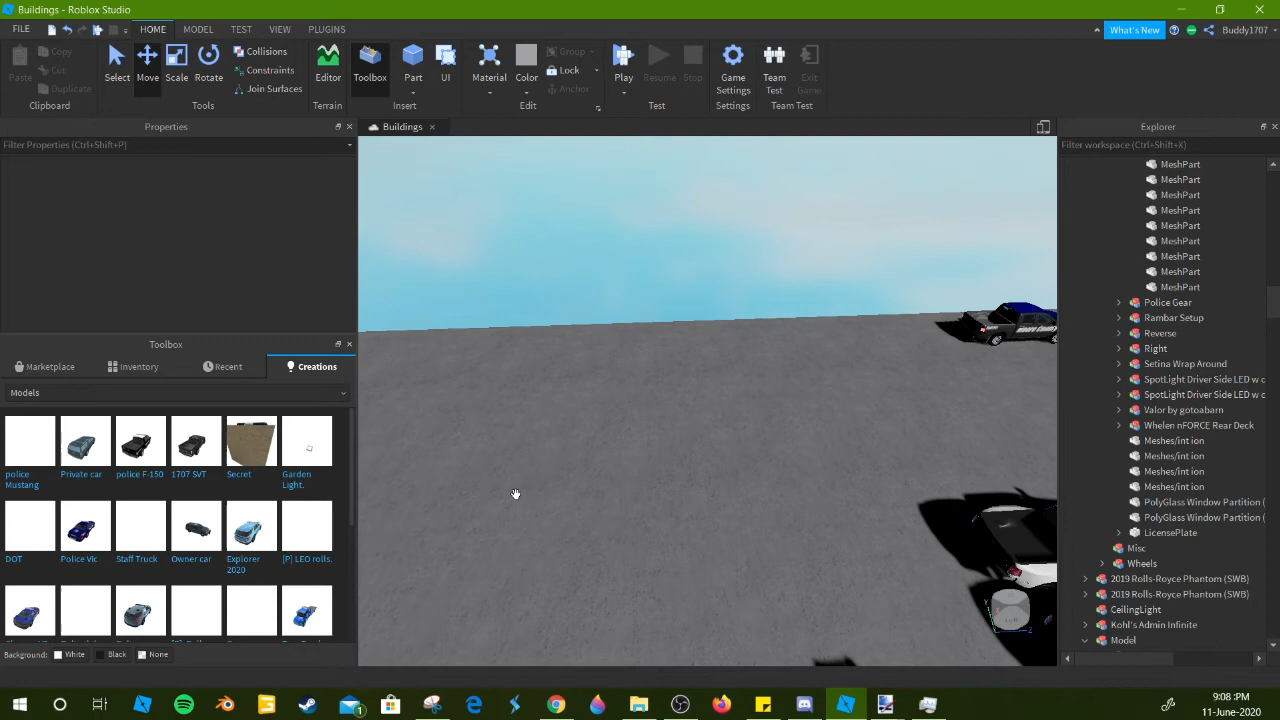 Buildings - Roblox Studio
FILE HOME MODEL TEST VIEW PLUGINS What's New Buddy1707
Paste Copy Cut Duplicate
Select Move Scale Rotate
Collisions
Constraints
Join Surfaces
Editor Toolbox Part UI Material Color
Group
Lock
Anchor
Play Resume Stop Game Settings Team Test Exit Game
Clipboard Tools Terrain Insert Edit Test Settings Team Test
Properties
Filter Properties (Ctrl+Shift+P)
Buildings
Explorer
Filter workspace (Ctrl+Shift+X)
MeshPart
MeshPart
MeshPart
MeshPart
MeshPart
MeshPart
MeshPart
MeshPart
MeshPart
Police Gear
Rambar Setup
Reverse
Right
Setina Wrap Around
SpotLight Driver Side LED w c
SpotLight Driver Side LED w c
Valor by gotoabarn
Whelen nFORCE Rear Deck
Meshes/int ion
Meshes/int ion
Meshes/int ion
Meshes/int ion
PolyGlass Window Partition (
PolyGlass Window Partition (
LicensePlate
Misc
Wheels
2019 Rolls-Royce Phantom (SWB)
2019 Rolls-Royce Phantom (SWB)
CeilingLight
Kohl's Admin Infinite
Model
Toolbox
Marketplace Inventory Recent Creations
Models
police Mustang
Private car
police F-150
1707 SVT
Secret
Garden Light.
DOT
Police Vic
Staff Truck
Owner car
Explorer 2020
[P] LEO rolls.
Background: White Black None
9:08 PM
11-June-2020